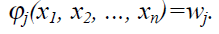 φⱼ(x₁, x₂, ..., xₙ)=wⱼ.